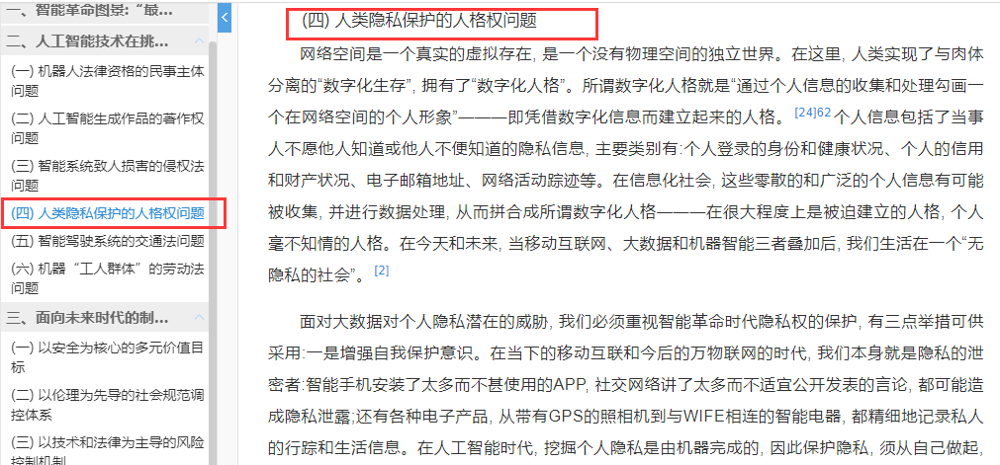 一、智能革命图景:“最...
二、人工智能技术在挑...
(一) 机器人法律资格的民事主体
问题
(二) 人工智能生成作品的著作权
问题
(三) 智能系统致人损害的侵权法
问题
(四) 人类隐私保护的人格权问题
(五) 智能驾驶系统的交通法问题
(六) 机器“工人群体”的劳动法
问题
三、面向未来时代的制...
(一) 以安全为核心的多元价值目
标
(二) 以伦理为先导的社会规范调
控体系
(三) 以技术和法律为主导的风险
控制机制
(四) 人类隐私保护的人格权问题
网络空间是一个真实的虚拟存在, 是一个没有物理空间的独立世界。在这里, 人类实现了与肉体
分离的“数字化生存”, 拥有了“数字化人格”。所谓数字化人格就是“通过个人信息的收集和处理勾画一
个在网络空间的个人形象”———即凭借数字化信息而建立起来的人格。[24]62个人信息包括了当事
人不愿他人知道或他人不便知道的隐私信息, 主要类别有:个人登录的身份和健康状况、个人的信用
和财产状况、电子邮箱地址、网络活动踪迹等。在信息化社会, 这些零散的和广泛的个人信息有可能
被收集, 并进行数据处理, 从而拼合成所谓数字化人格———在很大程度上是被迫建立的人格, 个人
毫不知情的人格。在今天和未来, 当移动互联网、大数据和机器智能三者叠加后, 我们生活在一个“无
隐私的社会”。[2]
面对大数据对个人隐私潜在的威胁, 我们必须重视智能革命时代隐私权的保护, 有三点举措可供
采用:一是增强自我保护意识。在当下的移动互联和今后的万物联网的时代, 我们本身就是隐私的泄
密者:智能手机安装了太多而不甚使用的APP, 社交网络讲了太多而不适宜公开发表的言论, 都可能造
成隐私泄露;还有各种电子产品, 从带有GPS的照相机到与WIFE相连的智能电器, 都精细地记录私人
的行踪和生活信息。在人工智能时代, 挖掘个人隐私是由机器完成的, 因此保护隐私, 须从自己做起,